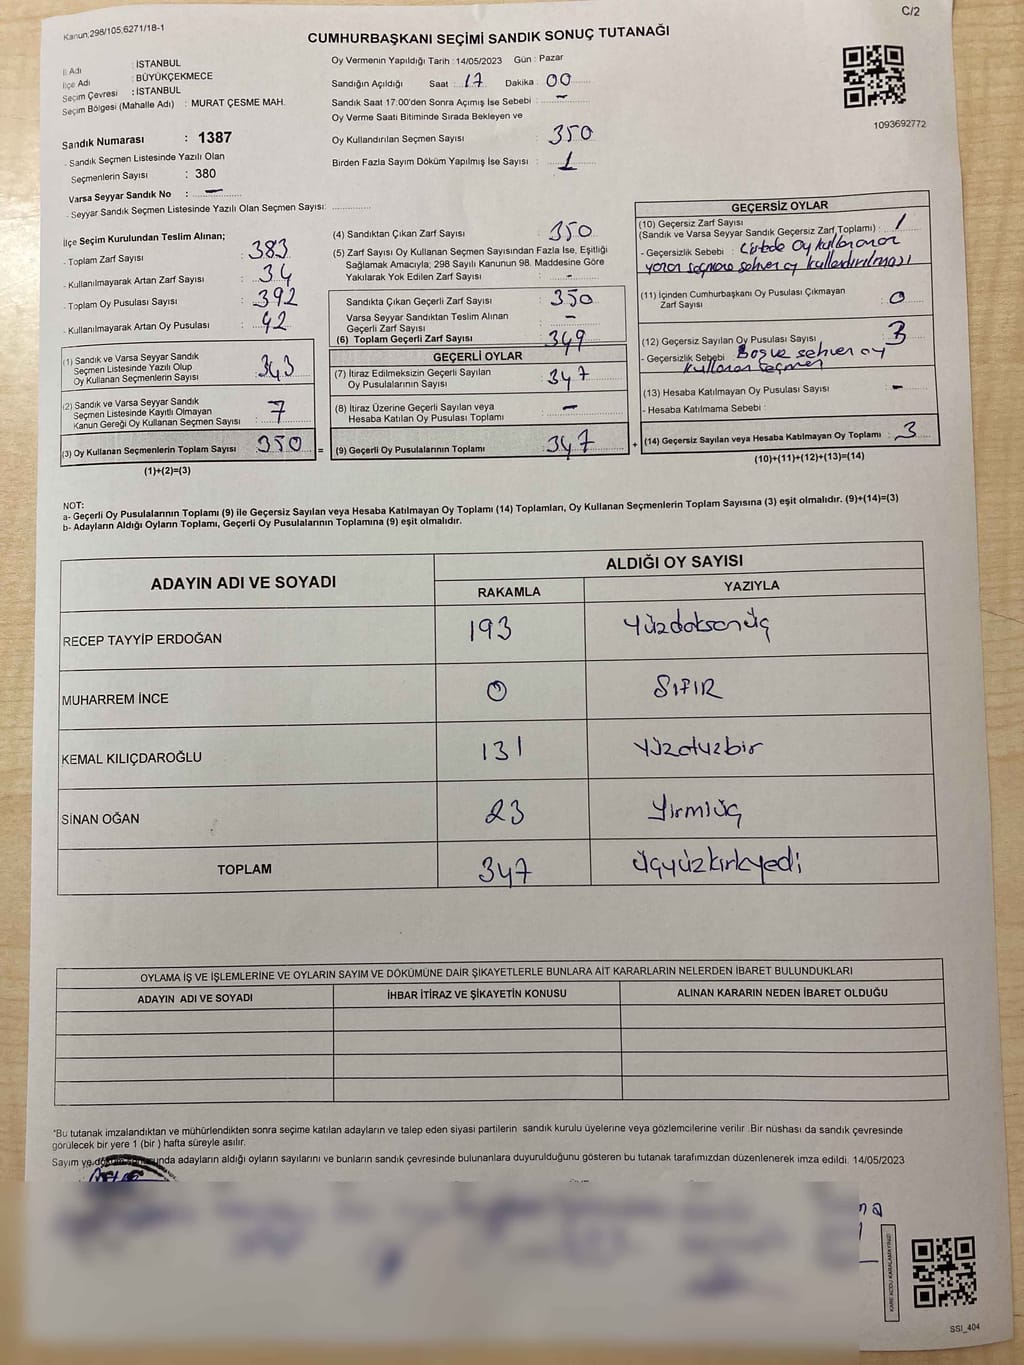 Kanun,298/105,6271/18-1
C/2
CUMHURBAŞKANI SEÇİMİ SANDIK SONUÇ TUTANAĞI
İl Adı : İSTANBUL
İlçe Adı : BÜYÜKÇEKMECE
Seçim Çevresi : İSTANBUL
Seçim Bölgesi (Mahalle Adı) : MURAT ÇESME MAH.
Sandık Numarası : 1387
- Sandık Seçmen Listesinde Yazılı Olan
Seçmenlerin Sayısı : 380
Varsa Seyyar Sandık No : —
- Seyyar Sandık Seçmen Listesinde Yazılı Olan Seçmen Sayısı:
Oy Vermenin Yapıldığı Tarih : 14/05/2023 Gün : Pazar
Sandığın Açıldığı Saat : 17 Dakika : 00
Sandık Saat 17:00'den Sonra Açımış İse Sebebi : -
Oy Verme Saati Bitiminde Sırada Bekleyen ve
Oy Kullandırılan Seçmen Sayısı : 350
Birden Fazla Sayım Döküm Yapılmış İse Sayısı : 1
1093692772
İlçe Seçim Kurulundan Teslim Alınan;
- Toplam Zarf Sayısı : 383
- Kullanılmayarak Artan Zarf Sayısı : 34
- Toplam Oy Pusulası Sayısı : 392
- Kullanılmayarak Artan Oy Pusulası : 42
(1) Sandık ve Varsa Seyyar Sandık
Seçmen Listesinde Yazılı Olup
Oy Kullanan Seçmenlerin Sayısı : 343
(2) Sandık ve Varsa Seyyar Sandık
Seçmen Listesinde Kayıtlı Olmayan
Kanun Gereği Oy Kullanan Seçmen Sayısı : 7
(3) Oy Kullanan Seçmenlerin Toplam Sayısı : 350 =
(1)+(2)=(3)
(4) Sandıktan Çıkan Zarf Sayısı : 350
(5) Zarf Sayısı Oy Kullanan Seçmen Sayısından Fazla İse, Eşitliği
Sağlamak Amacıyla; 298 Sayılı Kanunun 98. Maddesine Göre
Yakılarak Yok Edilen Zarf Sayısı : -
Sandıkta Çıkan Geçerli Zarf Sayısı : 350
Varsa Seyyar Sandıktan Teslim Alınan
Geçerli Zarf Sayısı : -
(6) Toplam Geçerli Zarf Sayısı : 349
GEÇERLİ OYLAR
(7) İtiraz Edilmeksizin Geçerli Sayılan
Oy Pusulalarının Sayısı : 347
(8) İtiraz Üzerine Geçerli Sayılan veya
Hesaba Katılan Oy Pusulası Toplamı : -
(9) Geçerli Oy Pusulalarının Toplamı : 347 +
GEÇERSİZ OYLAR
(10) Geçersiz Zarf Sayısı
(Sandık ve Varsa Seyyar Sandık Geçersiz Zarf Toplamı) : 1
- Geçersizlik Sebebi : Listede Oy kullanan
seçmene sehven oy kullandırılması
(11) İçinden Cumhurbaşkanı Oy Pusulası Çıkmayan
Zarf Sayısı : 0
(12) Geçersiz Sayılan Oy Pusulası Sayısı : 3
- Geçersizlik Sebebi : Boş ve sehven oy
kullanan seçmen
(13) Hesaba Katılmayan Oy Pusulası Sayısı : -
- Hesaba Katılmama Sebebi :
(14) Geçersiz Sayılan veya Hesaba Katılmayan Oy Toplamı : 3
(10)+(11)+(12)+(13)=(14)
NOT:
a- Geçerli Oy Pusulalarının Toplamı (9) ile Geçersiz Sayılan veya Hesaba Katılmayan Oy Toplamı (14) Toplamları, Oy Kullanan Seçmenlerin Toplam Sayısına (3) eşit olmalıdır. (9)+(14)=(3)
b- Adayların Aldığı Oyların Toplamı, Geçerli Oy Pusulalarının Toplamına (9) eşit olmalıdır.
ADAYIN ADI VE SOYADI ALDIĞI OY SAYISI
RAKAMLA YAZIYLA
RECEP TAYYİP ERDOĞAN 193 Yüzdoksanüç
MUHARREM İNCE 0 SIFIR
KEMAL KILIÇDAROĞLU 131 Yüzotuzbir
SİNAN OĞAN 23 Yirmiüç
TOPLAM 347 Üçyüzkırkyedi
OYLAMA İŞ VE İŞLEMLERİNE VE OYLARIN SAYIM VE DÖKÜMÜNE DAİR ŞİKAYETLERLE BUNLARA AİT KARARLARIN NELERDEN İBARET BULUNDUKLARI
ADAYIN ADI VE SOYADI İHBAR İTİRAZ VE ŞİKAYETİN KONUSU ALINAN KARARIN NEDEN İBARET OLDUĞU
*Bu tutanak imzalandıktan ve mühürlendikten sonra seçime katılan adayların ve talep eden siyasi partilerin sandık kurulu üyelerine veya gözlemcilerine verilir Bir nüshası da sandık çevresinde
görülecek bir yere 1 (bir ) hafta süreyle asılır.
Sayım ve adayların aldığı oyların sayılarını ve bunların sandık çevresinde bulunanlara duyurulduğunu gösteren bu tutanak tarafımızdan düzenlenerek imza edildi. 14/05/2023
KARE KODU KARALAMAYINIZ!
SSI_404